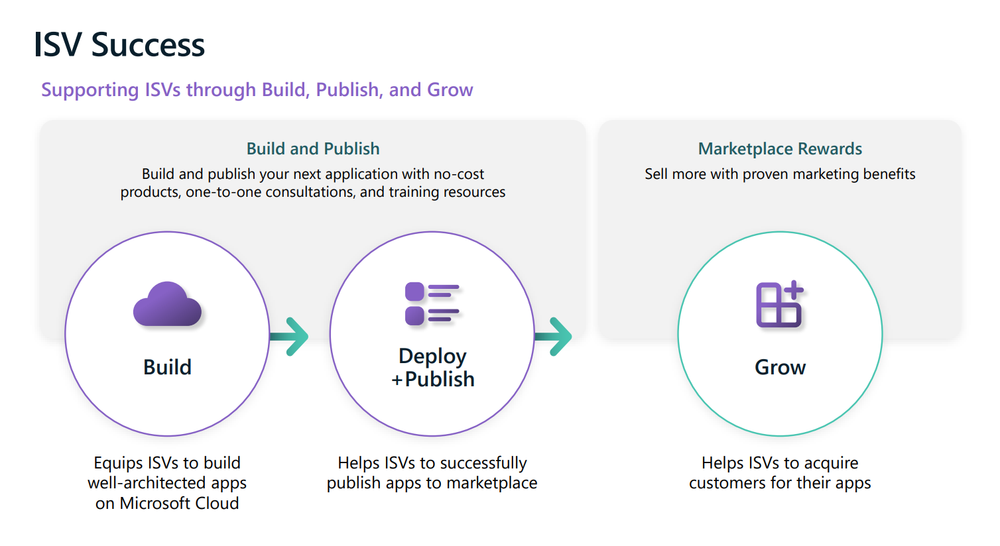 ISV Success
Supporting ISVs through Build, Publish, and Grow
Build and Publish
Build and publish your next application with no-cost
products, one-to-one consultations, and training resources
Marketplace Rewards
Sell more with proven marketing benefits
Build
Deploy
+Publish
Grow
Equips ISVs to build
well-architected apps
on Microsoft Cloud
Helps ISVs to successfully
publish apps to marketplace
Helps ISVs to acquire
customers for their apps